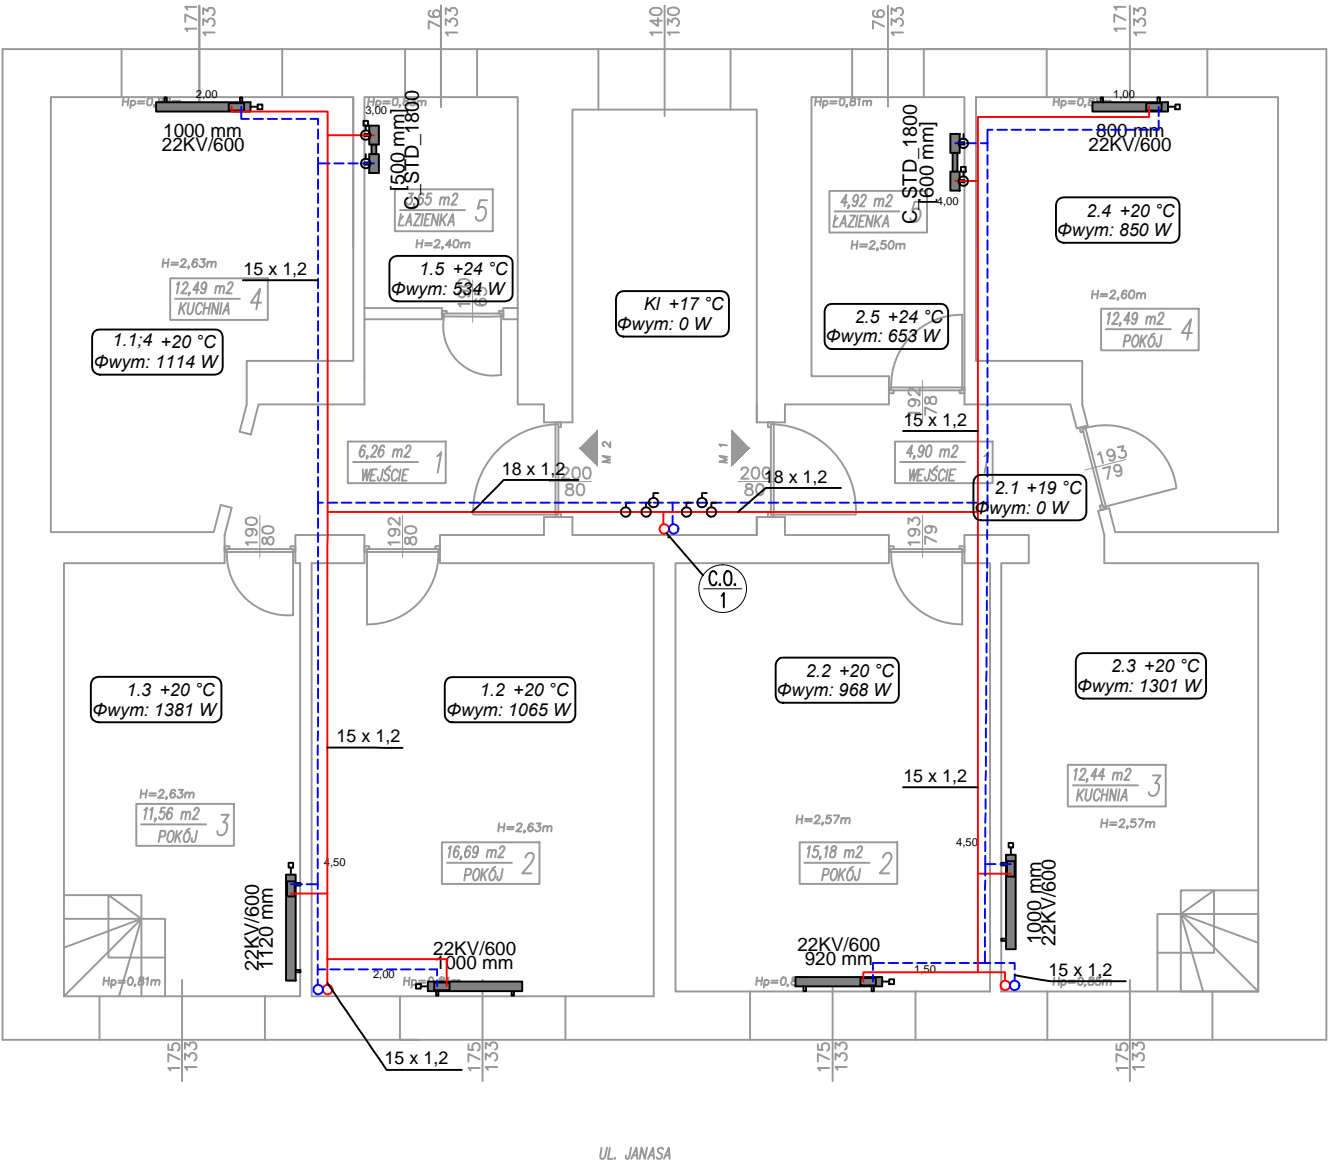 171
133
76
133
140
133
76
133
171
133
2,00
1000 mm
22KV/600
3,00
[500 mm]
C_STD_1800
Hp=0,81m
C_STD_1800
[600 mm]
4,00
1,00
800 mm
22KV/600
3,65 m2
ŁAZIENKA 5
H=2,40m
4,92 m2
ŁAZIENKA
H=2,50m
2.4 +20 °C
Φwym: 850 W
H=2,63m
12,49 m2
KUCHNIA 4
15 x 1,2
1.5 +24 °C
Φwym: 534 W
Kl +17 °C
Φwym: 0 W
2.5 +24 °C
Φwym: 653 W
H=2,60m
12,49 m2
POKÓJ 4
1.1;4 +20 °C
Φwym: 1114 W
192
78
15 x 1,2
6,26 m2
WEJŚCIE 1
M 2
M 1
4,90 m2
WEJŚCIE
193
79
18 x 1,2
200
80
200
80
18 x 1,2
2.1 +19 °C
Φwym: 0 W
190
80
192
80
193
79
C.O.
1
1.3 +20 °C
Φwym: 1381 W
1.2 +20 °C
Φwym: 1065 W
2.2 +20 °C
Φwym: 968 W
2.3 +20 °C
Φwym: 1301 W
15 x 1,2
15 x 1,2
H=2,63m
11,56 m2
POKÓJ 3
H=2,63m
16,69 m2
POKÓJ 2
H=2,57m
15,18 m2
POKÓJ 2
12,44 m2
KUCHNIA 3
H=2,57m
4,50
4,50
22KV/600
1120 mm
22KV/600
1000 mm
22KV/600
920 mm
1000 mm
22KV/600
Hp=0,81m
2,00
1,50
15 x 1,2
15 x 1,2
175
133
175
133
175
133
175
133
UL. JANASA